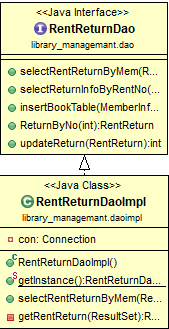 <<Java Interface>>
RentReturnDao
library_managemant.dao
selectRentReturnByMem(R...
selectReturnInfoByRentNo(...
insertBookTable(MemberInf...
ReturnByNo(int):RentReturn
updateReturn(RentReturn):int
<<Java Class>>
RentReturnDaoImpl
library_managemant.daoimpl
con: Connection
RentReturnDaoImpl()
getInstance():RentReturnDa...
selectRentReturnByMem(Re...
getRentReturn(ResultSet):R...